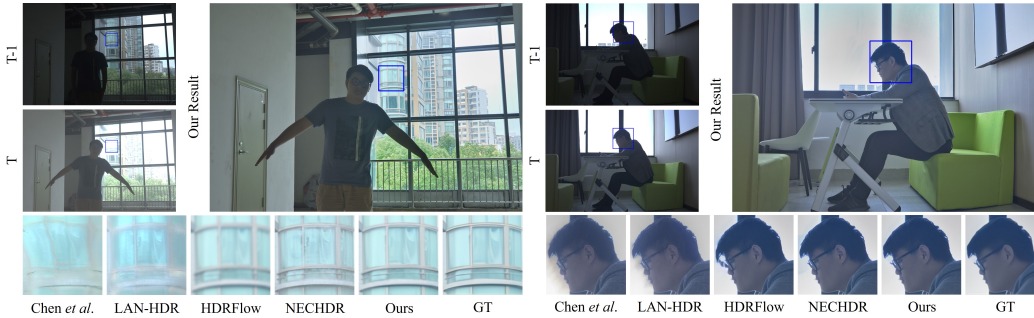 T-1
T
Our Result
T-1
T
Our Result
Chen et al. LAN-HDR HDRFlow NECHDR Ours GT
Chen et al. LAN-HDR HDRFlow NECHDR Ours GT